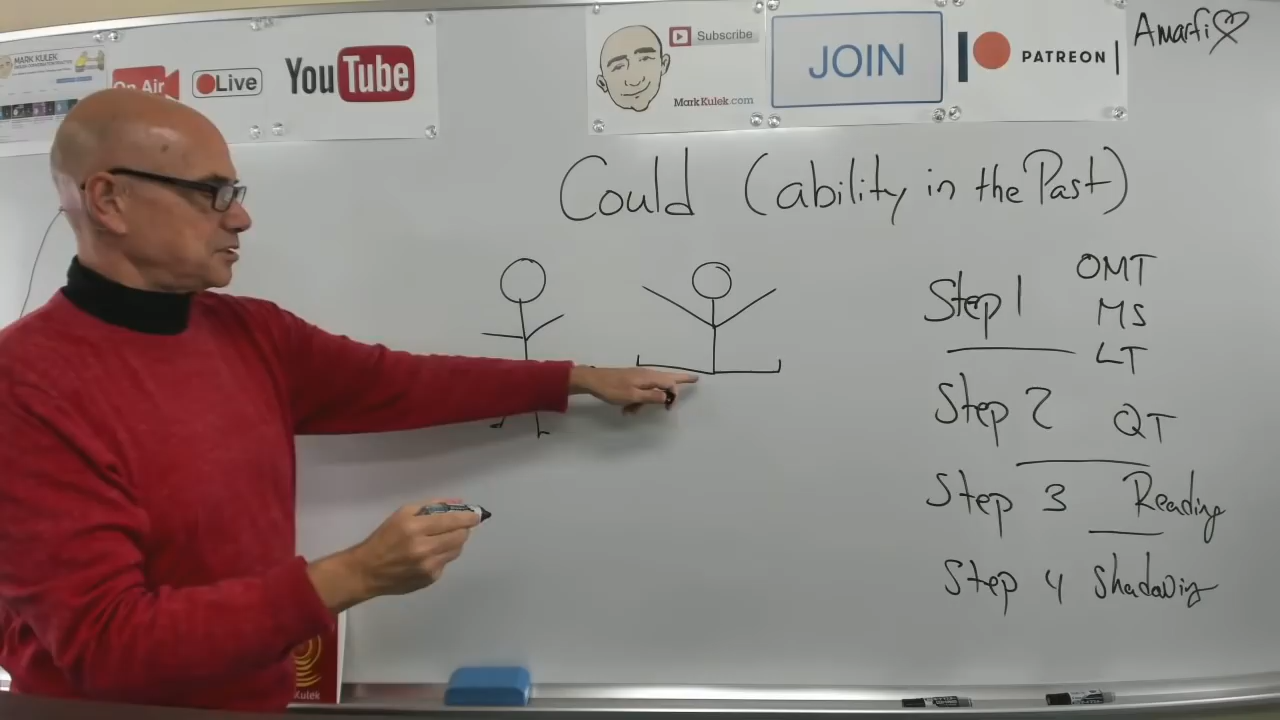 MARK KULEK
On Air
Live
YouTube
Subscribe
MarkKulek.com
JOIN
PATREON
Amarfi
Could (ability in the Past)
Step 1 OMT
MS
LT
Step 2 QT
Step 3 Reading
Step 4 Shadowing
Kulek